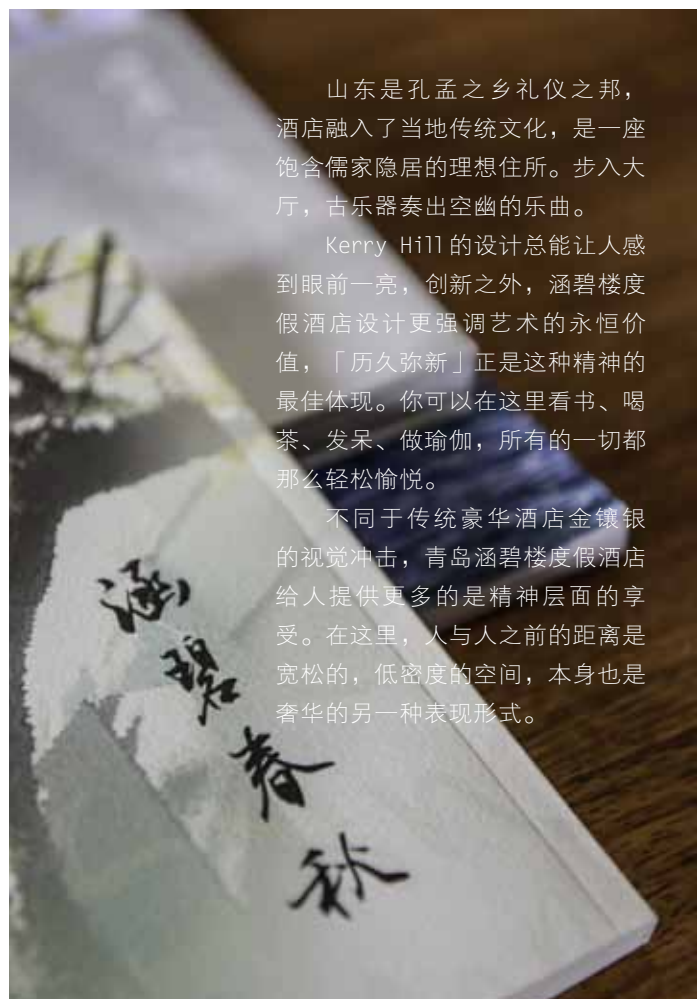 山东是孔孟之乡礼仪之邦，
酒店融入了当地传统文化，是一座
饱含儒家隐居的理想住所。步入大
厅，古乐器奏出空幽的乐曲。
Kerry Hill 的设计总能让人感
到眼前一亮，创新之外，涵碧楼度
假酒店设计更强调艺术的永恒价
值，「历久弥新」正是这种精神的
最佳体现。你可以在这里看书、喝
茶、发呆、做瑜伽，所有的一切都
那么轻松愉悦。
不同于传统豪华酒店金镶银
的视觉冲击，青岛涵碧楼度假酒店
给人提供更多的是精神层面的享
受。在这里，人与人之前的距离是
宽松的，低密度的空间，本身也是
奢华的另一种表现形式。
涵碧春秋